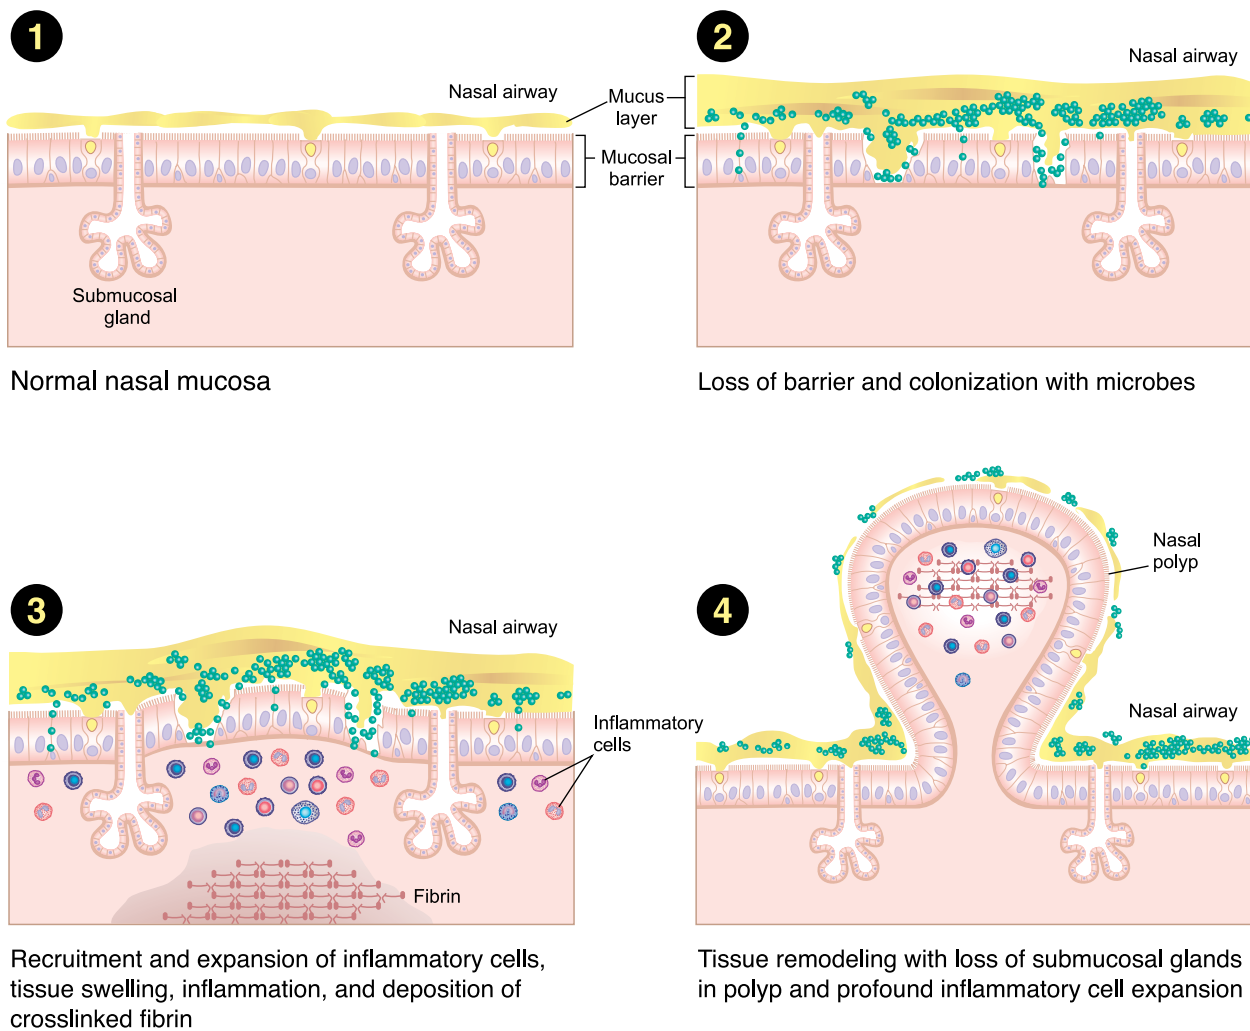 1
Nasal airway
Mucus
layer
Mucosal
barrier
Submucosal
gland
Normal nasal mucosa
2
Nasal airway
Loss of barrier and colonization with microbes
3
Nasal airway
Inflammatory
cells
Fibrin
Recruitment and expansion of inflammatory cells,
tissue swelling, inflammation, and deposition of
crosslinked fibrin
4
Nasal
polyp
Nasal airway
Tissue remodeling with loss of submucosal glands
in polyp and profound inflammatory cell expansion